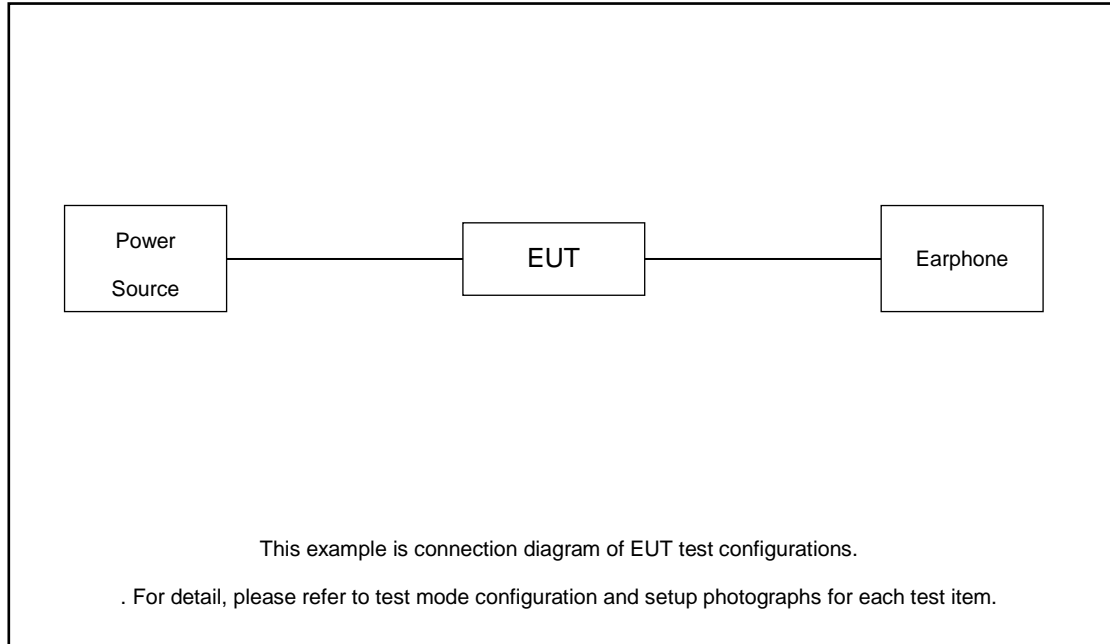 Power
Source
EUT
Earphone
This example is connection diagram of EUT test configurations.
. For detail, please refer to test mode configuration and setup photographs for each test item.